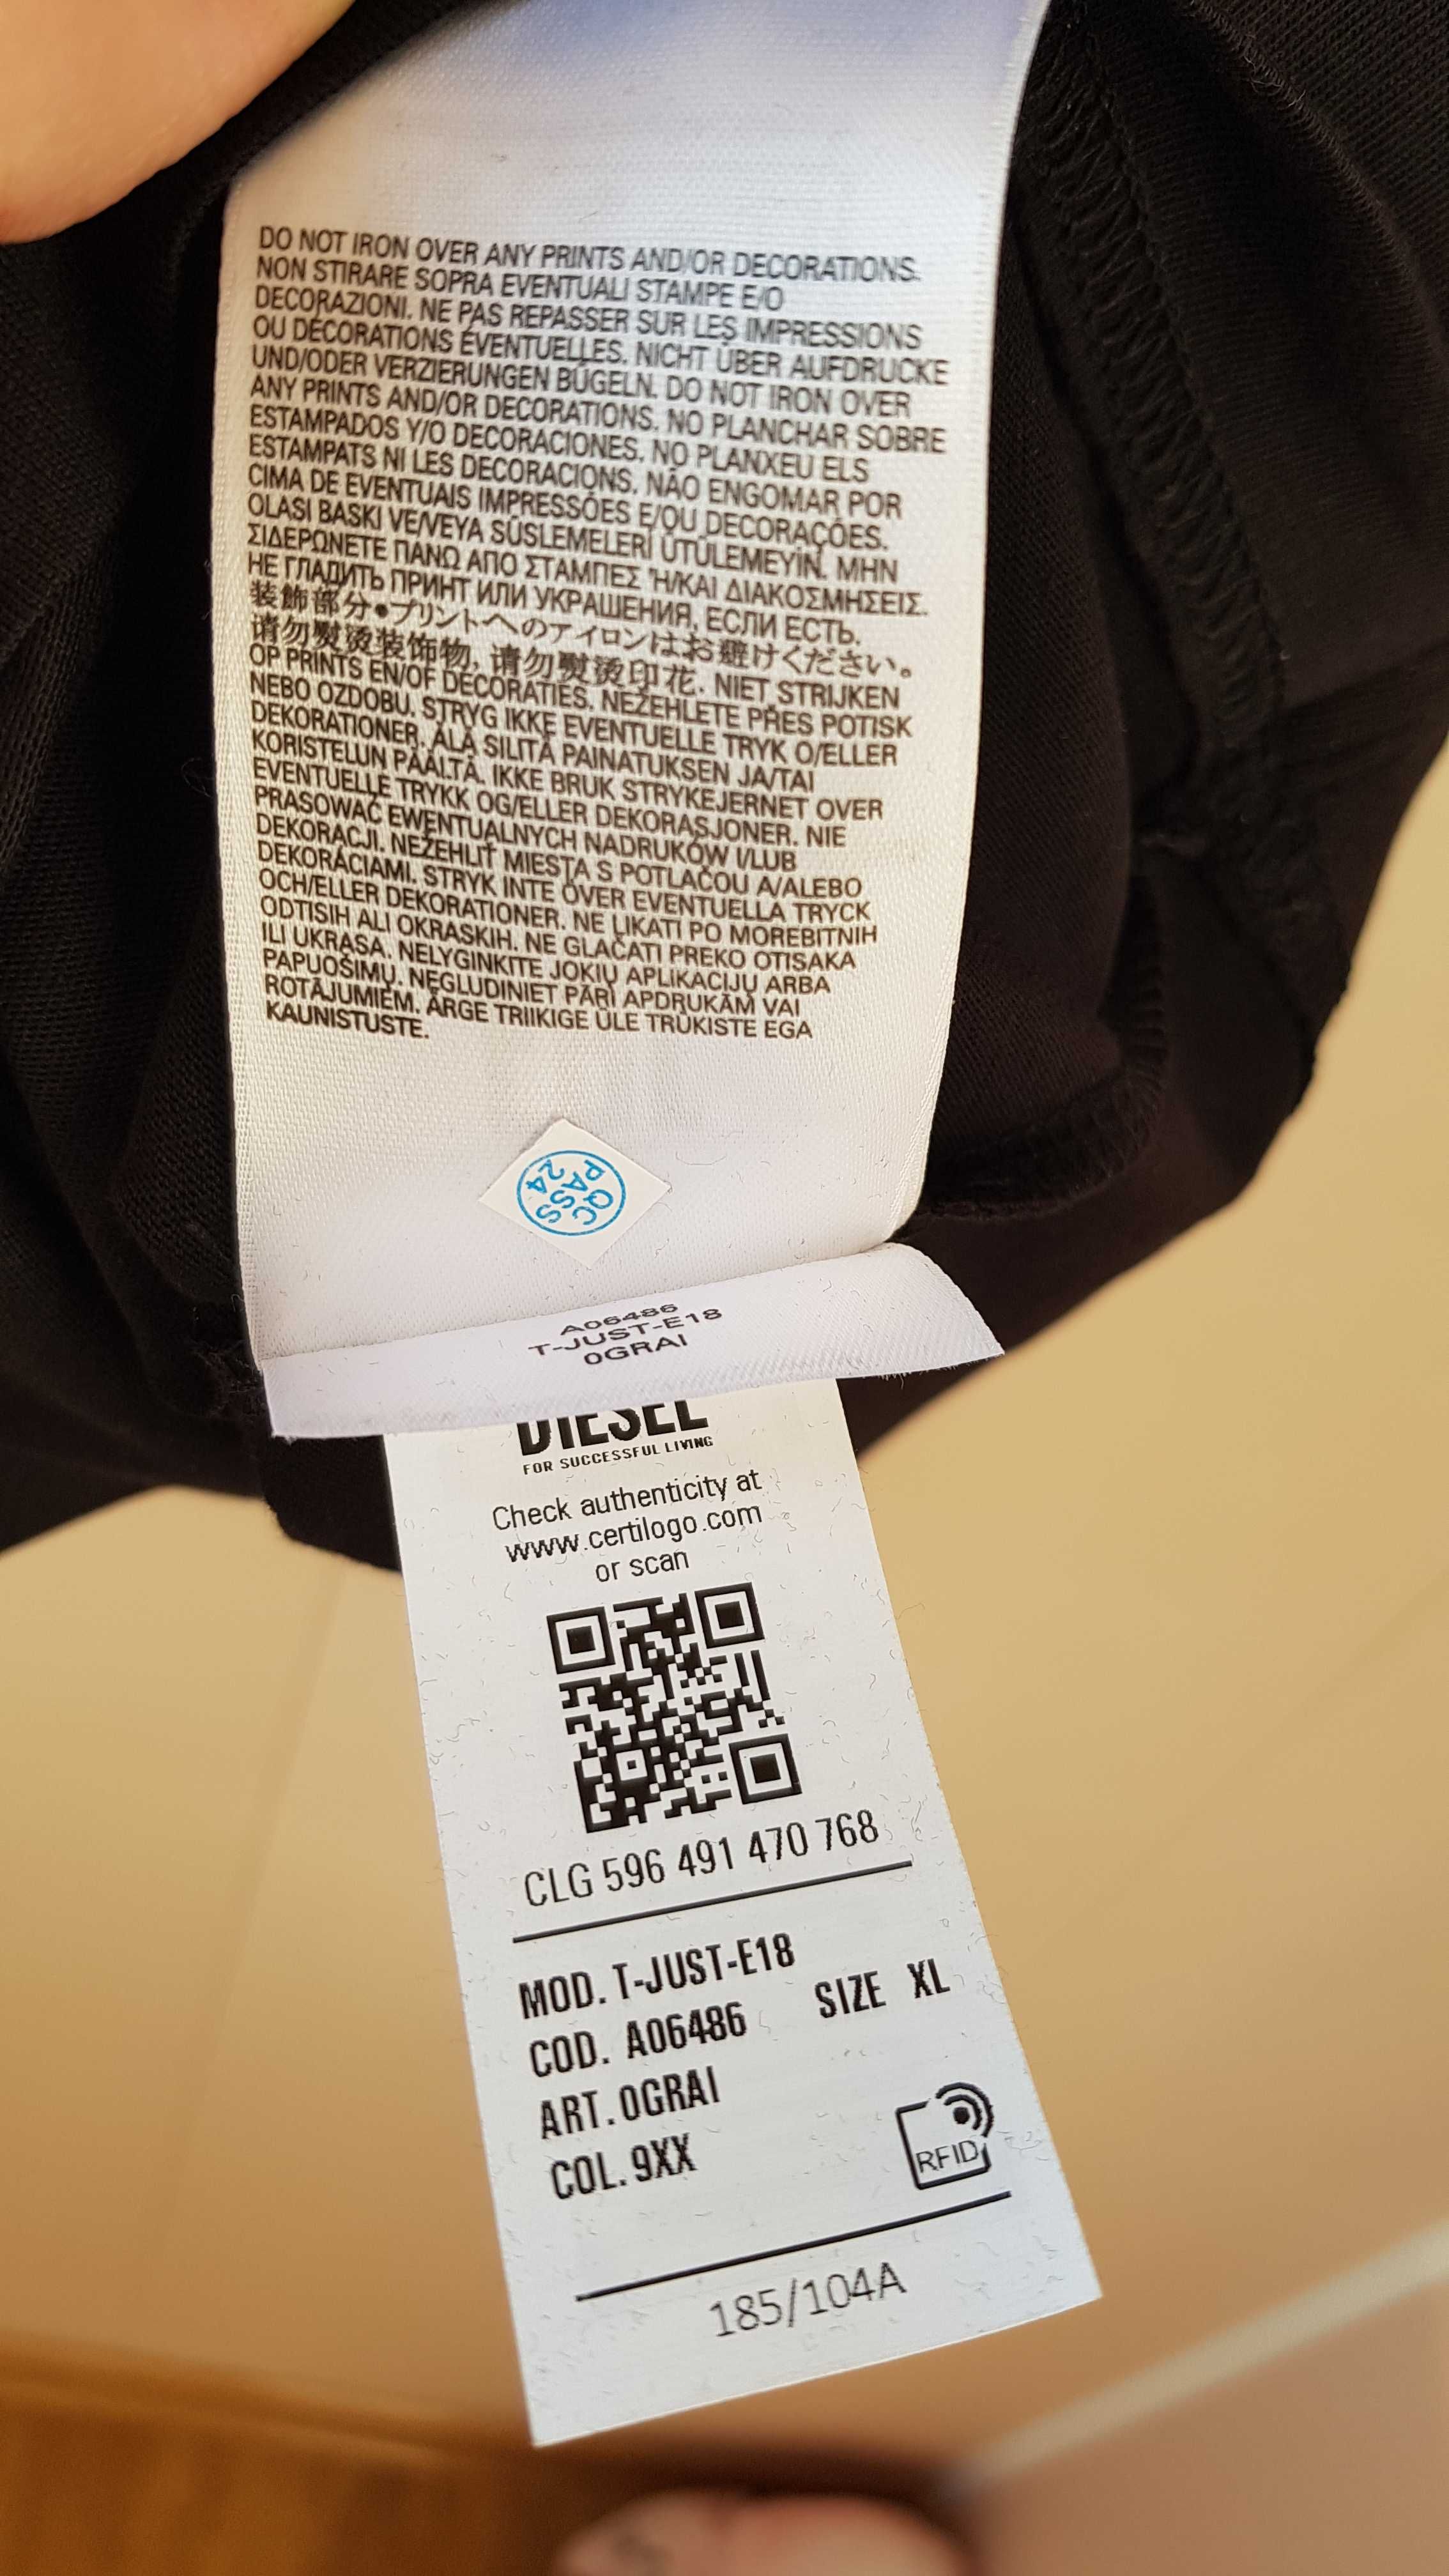 DO NOT IRON OVER ANY PRINTS AND/OR DECORATIONS.
NON STIRARE SOPRA EVENTUALI STAMPE E/O
DECORAZIONI. NE PAS REPASSER SUR LES IMPRESSIONS
OU DÉCORATIONS ÉVENTUELLES. NICHT ÜBER AUFDRUCKE
UND/ODER VERZIERUNGEN BÜGELN. DO NOT IRON OVER
ANY PRINTS AND/OR DECORATIONS. NO PLANCHAR SOBRE
ESTAMPADOS Y/O DECORACIONES. NO PLANXEU ELS
ESTAMPATS NI LES DECORACIONS. NÃO ENGOMAR POR
CIMA DE EVENTUAIS IMPRESSÕES E/OU DECORAÇÕES.
OLASI BASKI VE/VEYA SÜSLEMELERİ ÜTÜLEMEYİN. ΜΗΝ
ΣΙΔΕΡΩΝΕΤΕ ΠΑΝΩ ΑΠΟ ΣΤΑΜΠΕΣ Ή/ΚΑΙ ΔΙΑΚΟΣΜΗΣΕΙΣ.
НЕ ГЛАДИТЬ ПРИНТ ИЛИ УКРАШЕНИЯ, ЕСЛИ ЕСТЬ.
装飾部分●プリントへのアイロンはお避けください。
请勿熨烫装饰物, 请勿熨烫印花. NIET STRIJKEN
OP PRINTS EN/OF DECORATIES. NEŽEHLETE PŘES POTISK
NEBO OZDOBU. STRYG IKKE EVENTUELLE TRYK O/ELLER
DEKORATIONER. ÄLÄ SILITÄ PAINATUKSEN JA/TAI
KORISTELUN PÄÄLTÄ. IKKE BRUK STRYKEJERNET OVER
EVENTUELLE TRYKK OG/ELLER DEKORASJONER. NIE
PRASOWAĆ EWENTUALNYCH NADRUKÓW I/LUB
DEKORACJI. NEŽEHLIŤ MIESTA S POTLAČOU A/ALEBO
DEKORÁCIAMI. STRYK INTE ÖVER EVENTUELLA TRYCK
OCH/ELLER DEKORATIONER. NE LIKATI PO MOREBITNIH
ODTISIH ALI OKRASKIH. NE GLAČATI PREKO OTISAKA
ILI UKRASA. NELYGINKITE JOKIŲ APLIKACIJŲ ARBA
PAPUOŠIMŲ. NEGLUDINIET PĀRI APDRUKĀM VAI
ROTĀJUMIEM. ÄRGE TRIIKIGE ÜLE TRÜKISTE EGA
KAUNISTUSTE.
QC
PASS
24
A06486
T-JUST-E18
0GRAI
DIESEL
FOR SUCCESSFUL LIVING
Check authenticity at
www.certilogo.com
or scan
CLG 596 491 470 768
MOD. T-JUST-E18
COD. A06486 SIZE XL
ART. 0GRAI
COL. 9XX
RFID
185/104A